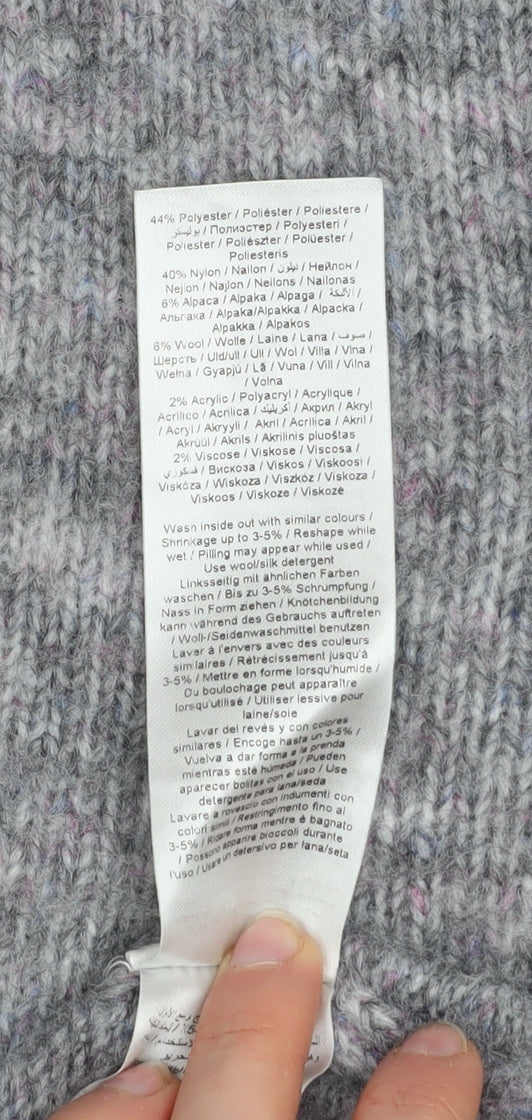 44% Polyester / Poliéster / Poliestere /
بوليستر / Полиэстер / Polyesteri /
Poliester / Poliészter / Polüester /
Poliesteris
40% Nylon / Nailon / نيلون / Нейлон /
Nejlon / Najlon / Neilons / Nailonas
6% Alpaca / Alpaka / Alpaga / الألبكة /
Альпака / Alpaka/Alpakka / Alpacka /
Alpakka / Alpakos
6% Wool / Wolle / Laine / Lana / صوف /
Шерсть / Uld/ull / Ull / Wol / Villa / Vlna /
Wełna / Gyapjú / Lã / Vuna / Vill / Vilna
/ Volna
2% Acrylic / Polyacryl / Acrylique /
Acrilico / Acrilica / أكريليك / Акрил / Akryl
/ Acryl / Akryyli / Akril / Acrílica / Akril /
Akrüül / Akrils / Akrilinis pluoštas
2% Viscose / Viskose / Viscosa /
فسكوزي / Вискоза / Viskos / Viskoosi /
Viskóza / Wiskoza / Viszkóz / Viskoza /
Viskoos / Viskoze / Viskozė
Wash inside out with similar colours /
Shrinkage up to 3-5% / Reshape while
wet / Pilling may appear while used /
Use wool/silk detergent
Linksseitig mit ähnlichen Farben
waschen / Bis zu 3-5% Schrumpfung /
Nass In Form ziehen / Knötchenbildung
kann während des Gebrauchs auftreten
/ Woll-/Seidenwaschmittel benutzen
Laver à l'envers avec des couleurs
similaires / Rétrécissement jusqu'à
3-5% / Mettre en forme lorsqu'humide /
Du boulochage peut apparaître
lorsqu'utilisé / Utiliser lessive pour
laine/soie
Lavar del revés y con colores
similares / Encoge hasta un 3-5% /
Vuelva a dar forma a la prenda
mientras esté húmeda / Pueden
aparecer bolitas con el uso / Use
detergente para lana/seda
Lavare a rovescio con indumenti con
colori simili / Restringimento fino al
3-5% / Ridare forma mentre è bagnato
/ Possono apparire bioccoli durante
l'uso / Usare un detersivo per lana/seta